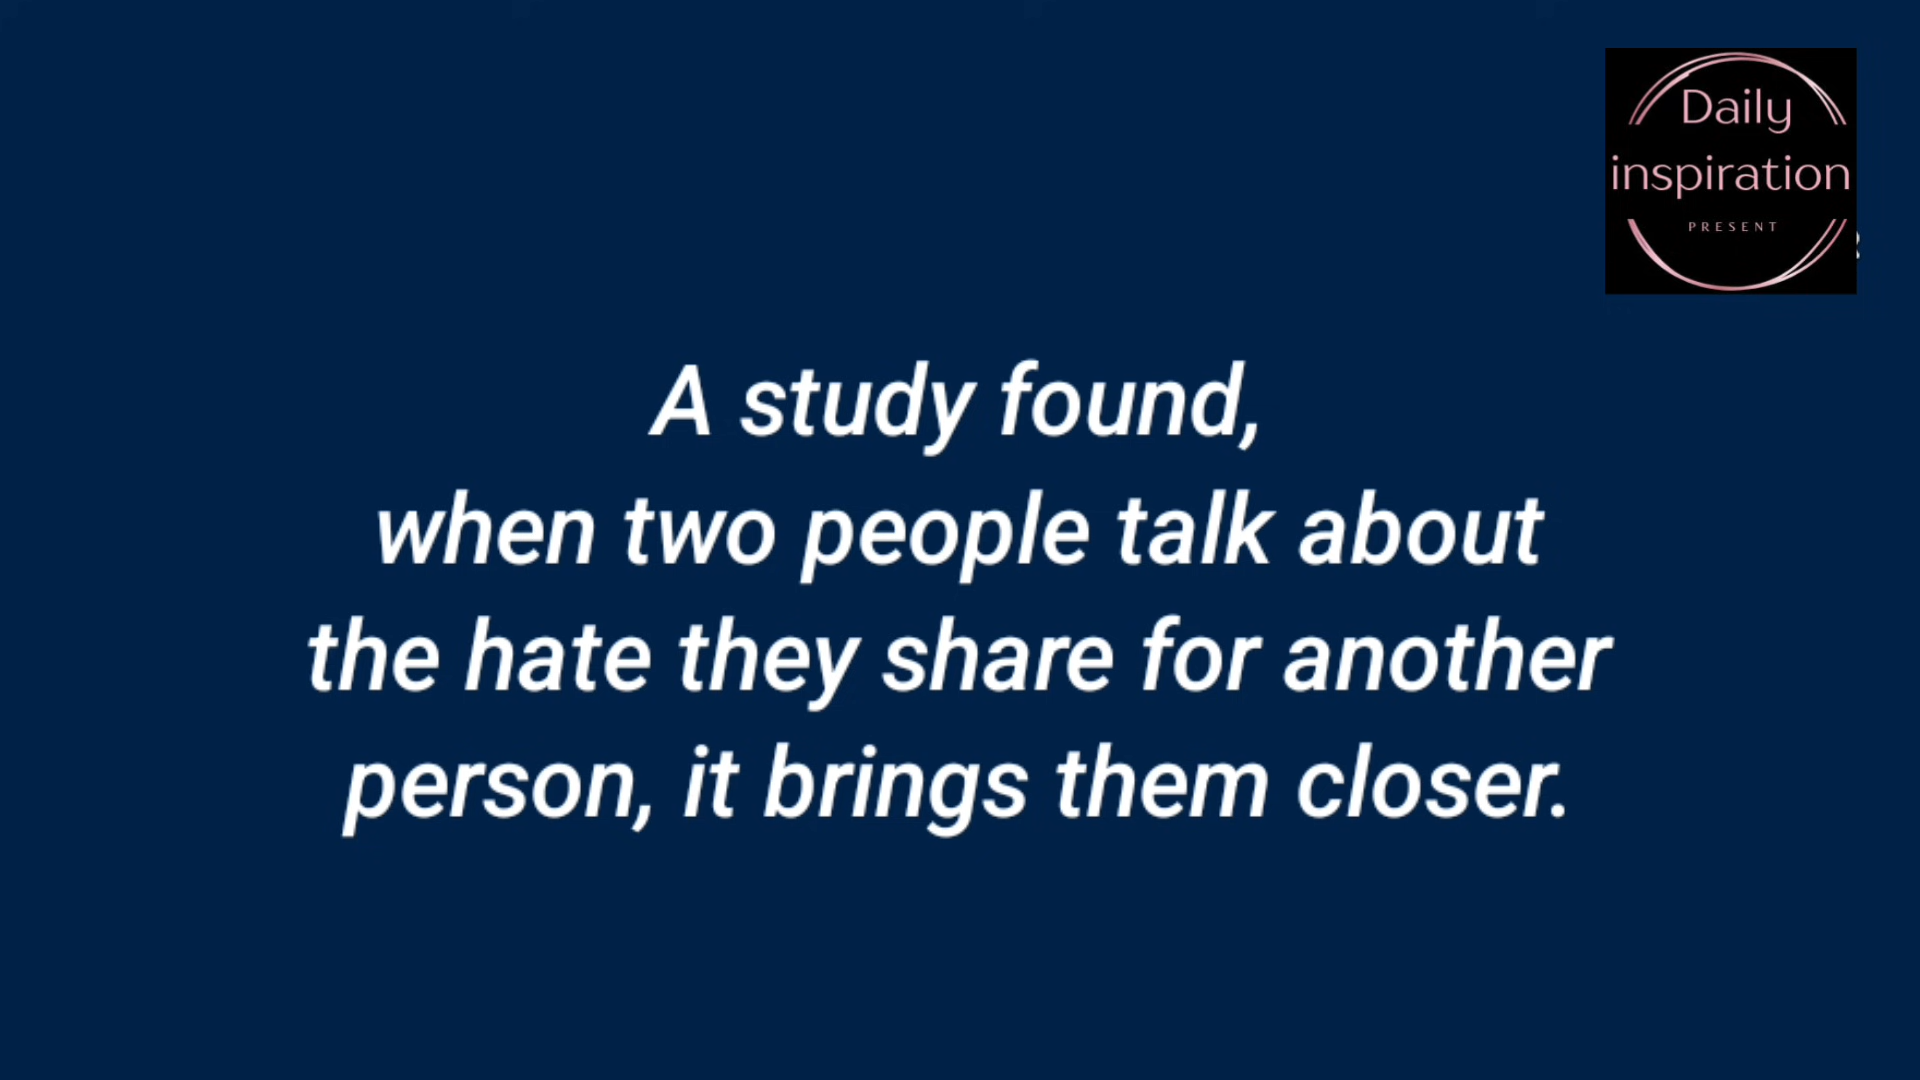 Daily
inspiration
PRESENT
A study found,
when two people talk about
the hate they share for another
person, it brings them closer.